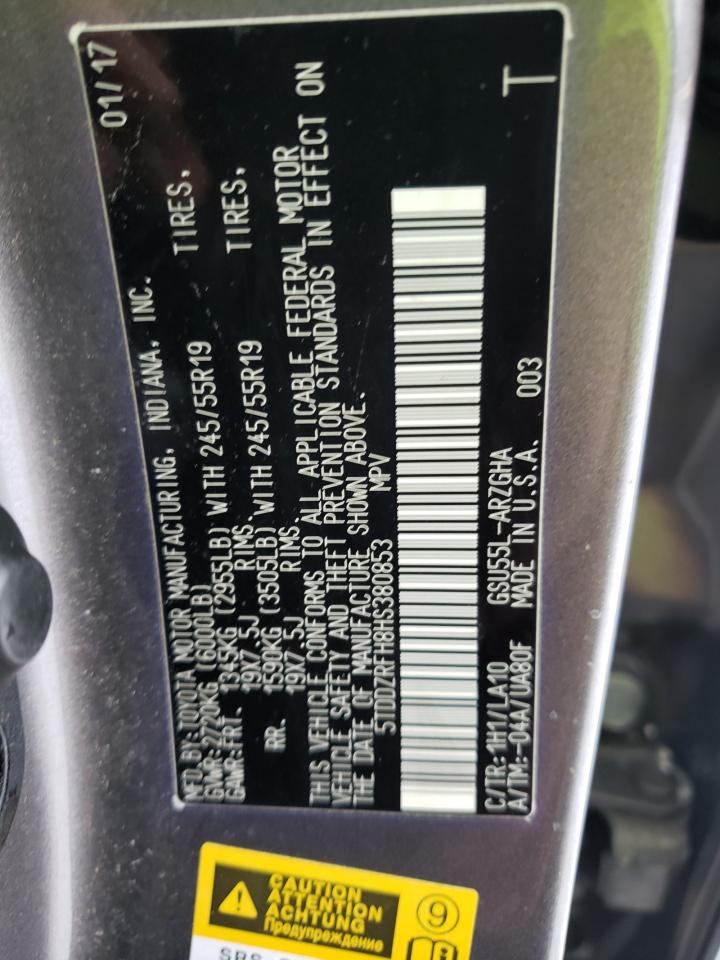 MFD.BY:TOYOTA MOTOR MANUFACTURING, INDIANA, INC. 01/17
GVWR:2720KG (6000LB)
GAWR:FRT. 1345KG (2955LB) WITH 245/55R19 TIRES,
19X7.5J RIMS.
RR. 1590KG (3505LB) WITH 245/55R19 TIRES,
19X7.5J RIMS.
THIS VEHICLE CONFORMS TO ALL APPLICABLE FEDERAL MOTOR
VEHICLE SAFETY AND THEFT PREVENTION STANDARDS IN EFFECT ON
THE DATE OF MANUFACTURE SHOWN ABOVE.
5TDDZRFH8HS380853 MPV
C/TR:1H1/LA10 GSU55L-ARZGHA
A/TM:-04A/UA80F MADE IN U.S.A. 003 T
CAUTION
ATTENTION
ACHTUNG
Предупреждение
9
SRS